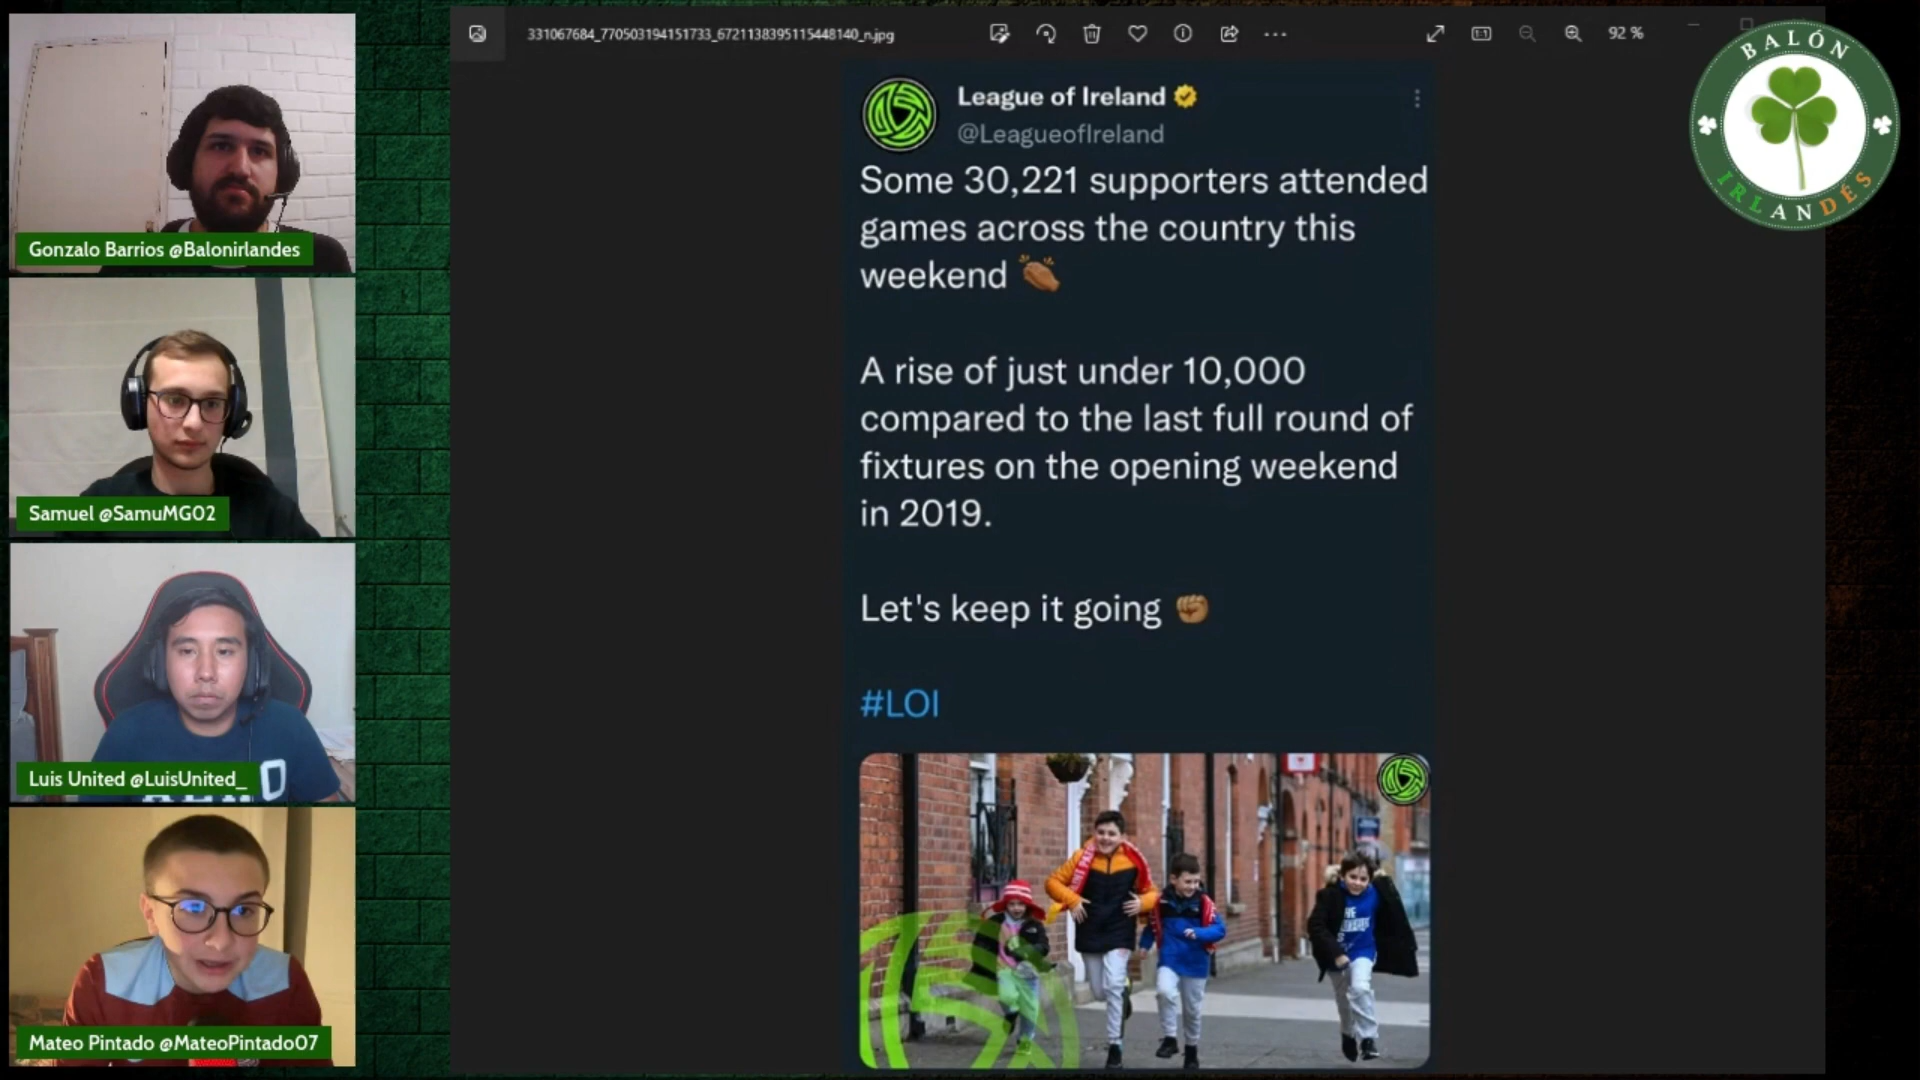 331067684_770503194151733_6721138395115448140_n.jpg
92 %
BALÓN
IRLANDÉS
League of Ireland
@LeagueofIreland
Some 30,221 supporters attended
games across the country this
weekend 👏🏾
A rise of just under 10,000
compared to the last full round of
fixtures on the opening weekend
in 2019.
Let's keep it going ✊🏾
#LOI
Gonzalo Barrios @Balonirlandes
Samuel @SamuMG02
Luis United @LuisUnited_
Mateo Pintado @MateoPintado07